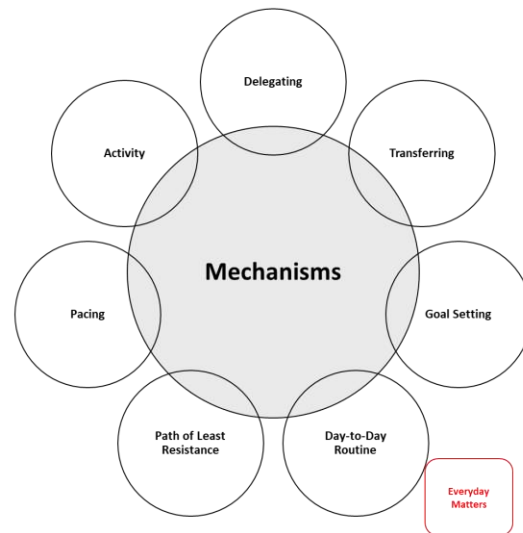 Delegating
Activity
Transferring
Mechanisms
Pacing
Goal Setting
Path of Least
Resistance
Day-to-Day
Routine
Everyday
Matters